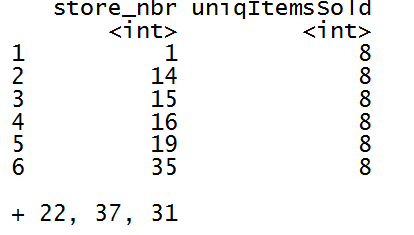 store_nbr uniqItemsSold
<int> <int>
1 1 8
2 14 8
3 15 8
4 16 8
5 19 8
6 35 8
+ 22, 37, 31